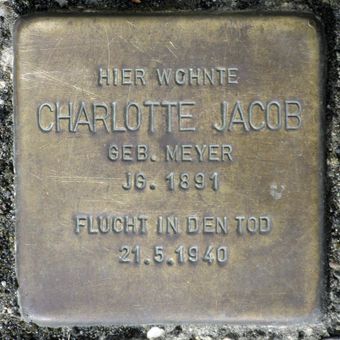 HIER WOHNTE
CHARLOTTE JACOB
GEB. MEYER
JG. 1891
FLUCHT IN DEN TOD
21.5.1940